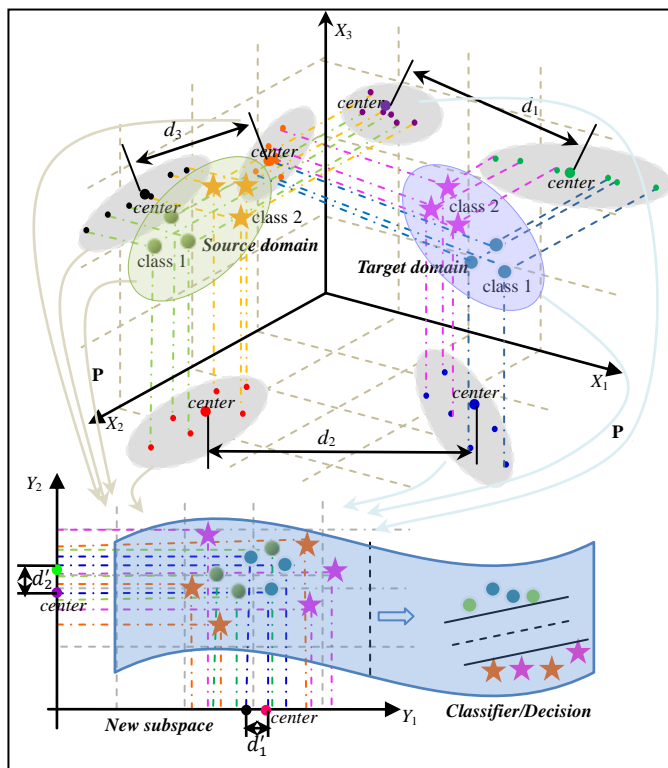 X₃
center
d₁
d₃
center
center
center
class 2
class 2
Source domain
class 1
Target domain
class 1
P
X₁
center
center
X₂
d₂
P
Y₂
d′₂
center
center
New subspace
Y₁
Classifier/Decision
d′₁